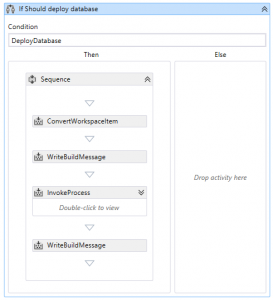 If Should deploy database
Condition
DeployDatabase
Then
Else
Sequence
ConvertWorkspaceItem
WriteBuildMessage
InvokeProcess
Double-click to view
Drop activity here
WriteBuildMessage